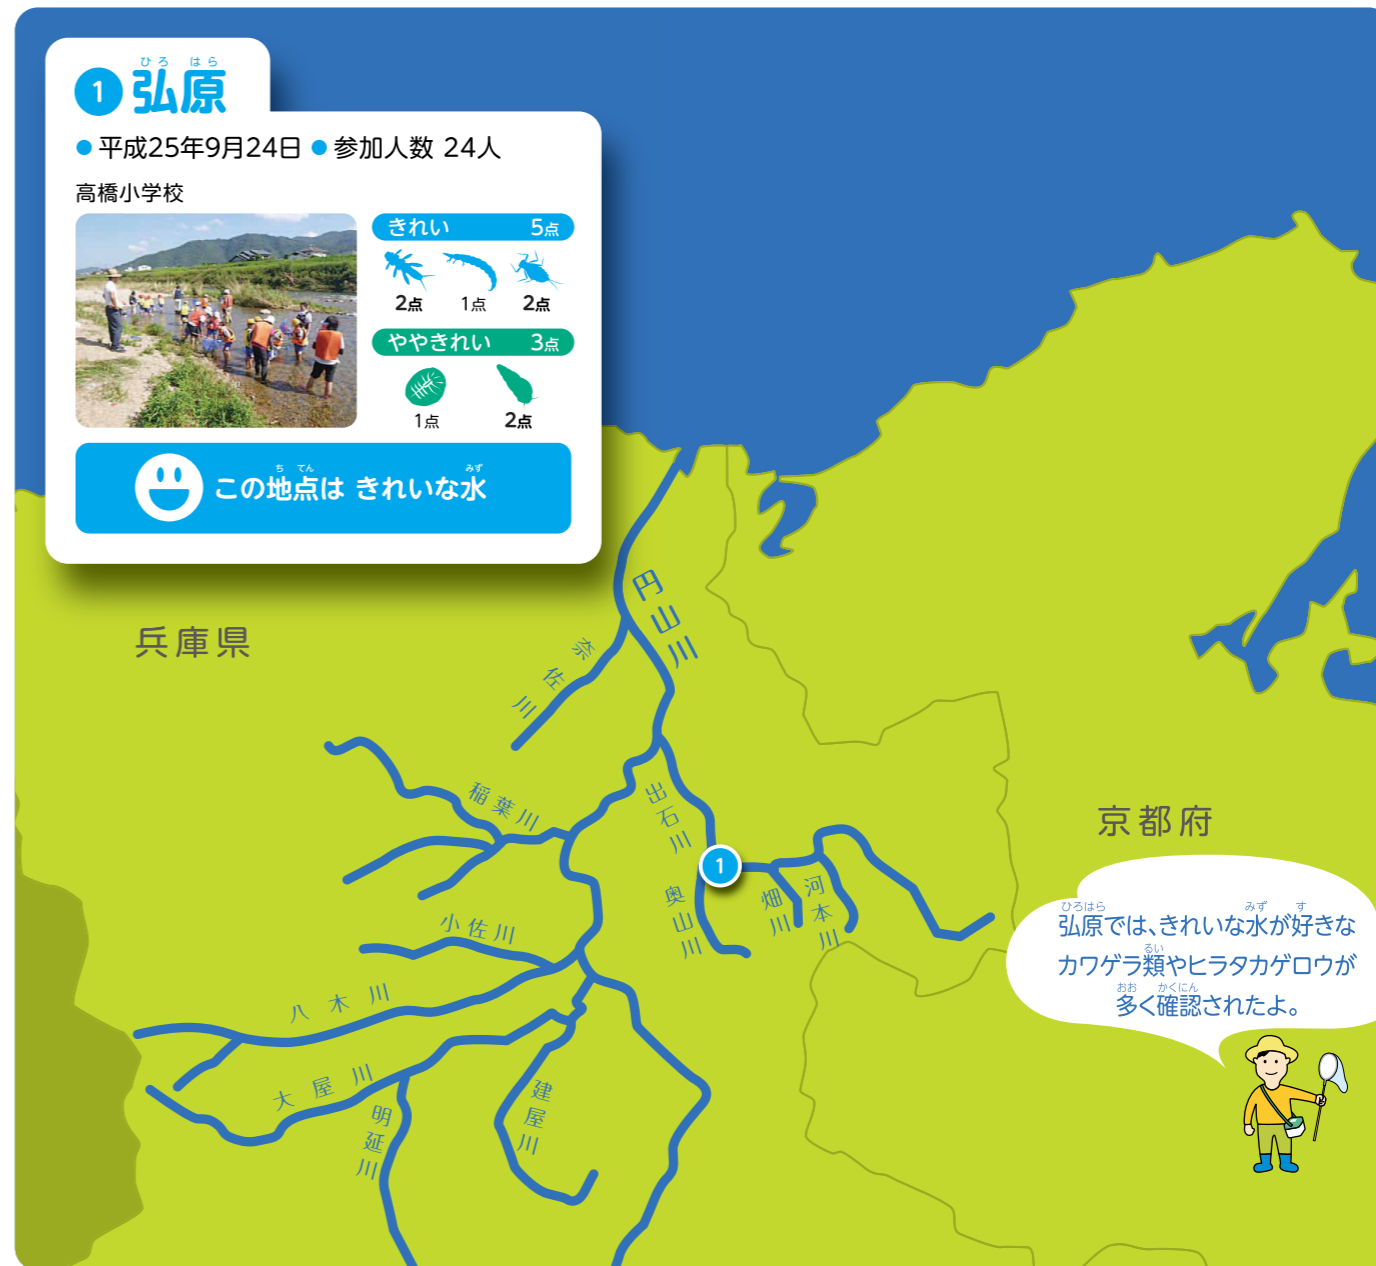 ひろ はら
1 弘原
● 平成25年9月24日 ● 参加人数 24人
高橋小学校
きれい 5点
2点 1点 2点
ややきれい 3点
1点 2点
ち てん みず
この地点は きれいな水
兵庫県
京都府
円山川
奈佐川
稲葉川
出石川
1
奥山川
畑川
河本川
小佐川
八木川
大屋川
明延川
建屋川
ひろはら みず す
弘原では、きれいな水が好きな
るい
カワゲラ類やヒラタカゲロウが
おお かくにん
多く確認されたよ。